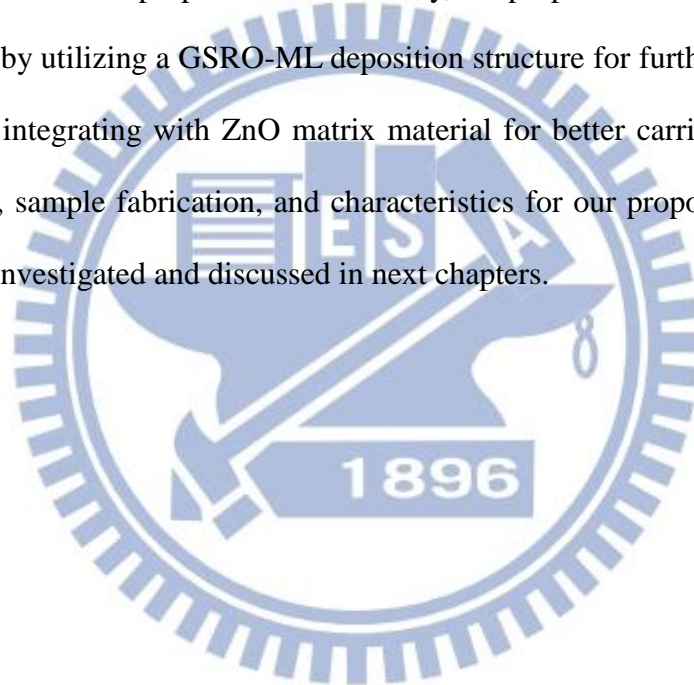 by utilizing a GSRO-ML deposition structure for furth
integrating with ZnO matrix material for better carri
, sample fabrication, and characteristics for our propo
nvestigated and discussed in next chapters.
E S A
1896